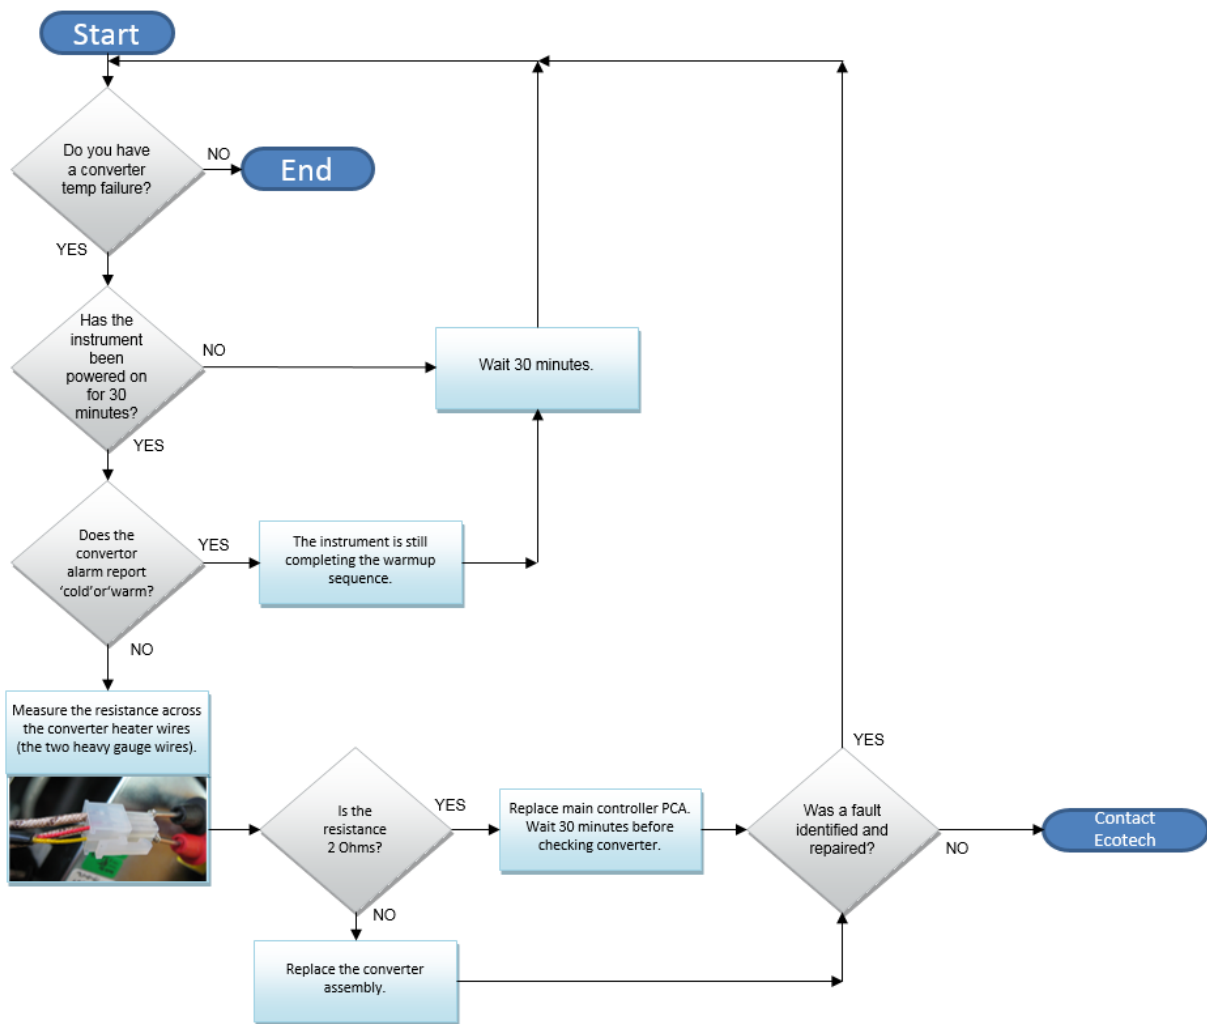 Start
Do you have
a converter
temp failure?
NO
End
YES
Has the
instrument
been
powered on
for 30
minutes?
NO
Wait 30 minutes.
YES
Does the
convertor
alarm report
‘cold’or‘warm?
YES
The instrument is still
completing the warmup
sequence.
NO
Measure the resistance across
the converter heater wires
(the two heavy gauge wires).
Is the
resistance
2 Ohms?
YES
Replace main controller PCA.
Wait 30 minutes before
checking converter.
NO
Replace the converter
assembly.
Was a fault
identified and
repaired?
YES
NO
Contact
Ecotech